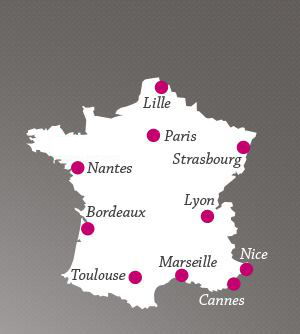 Lille
Paris
Strasbourg
Nantes
Lyon
Bordeaux
Nice
Marseille
Toulouse
Cannes